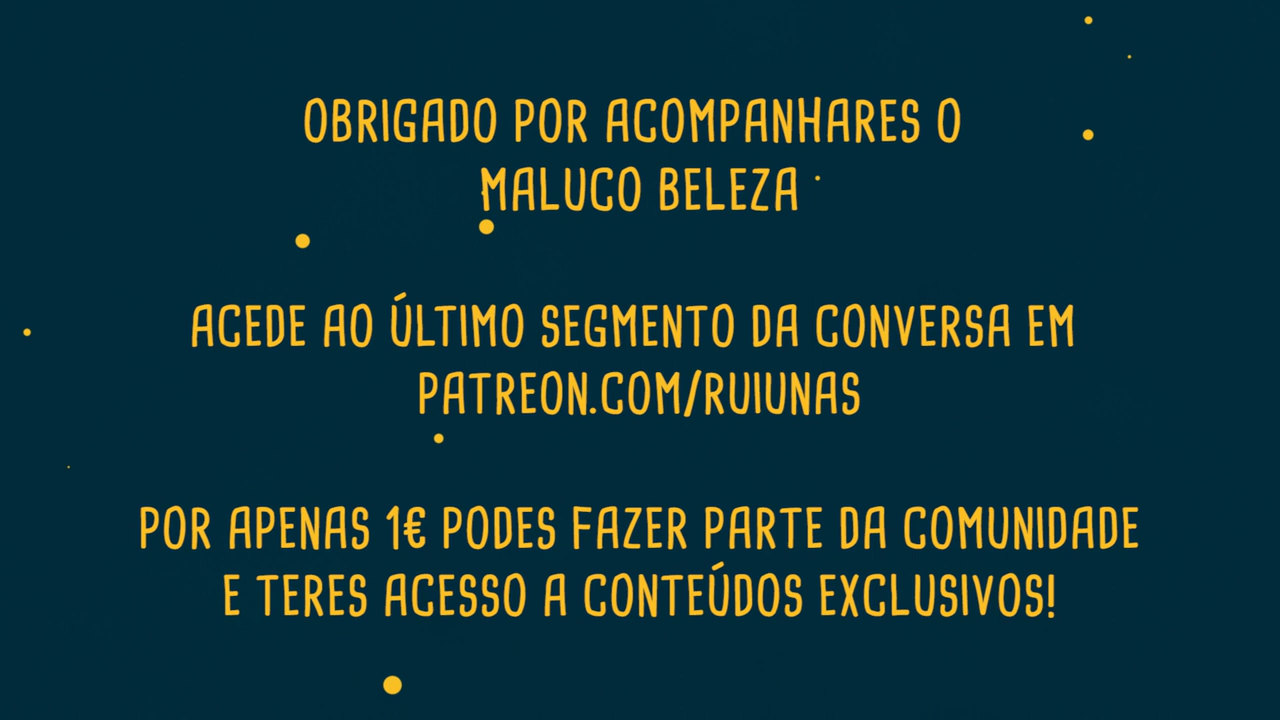 OBRIGADO POR ACOMPANHARES O
MALUCO BELEZA
ACEDE AO ÚLTIMO SEGMENTO DA CONVERSA EM
PATREON.COM/RUIUNAS
POR APENAS 1€ PODES FAZER PARTE DA COMUNIDADE
E TERES ACESSO A CONTEÚDOS EXCLUSIVOS!